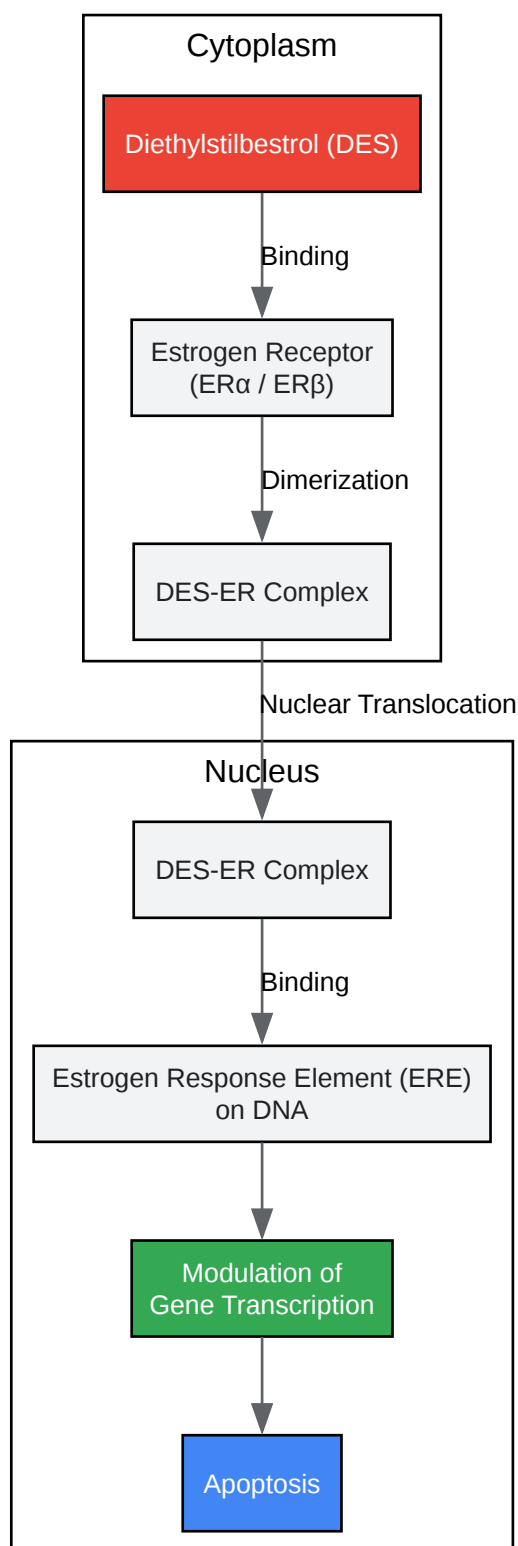 Cytoplasm
Diethylstilbestrol (DES)
Binding
Estrogen Receptor
(ERα / ERβ)
Dimerization
DES-ER Complex
Nuclear Translocation
Nucleus
DES-ER Complex
Binding
Estrogen Response Element (ERE)
on DNA
Modulation of
Gene Transcription
Apoptosis